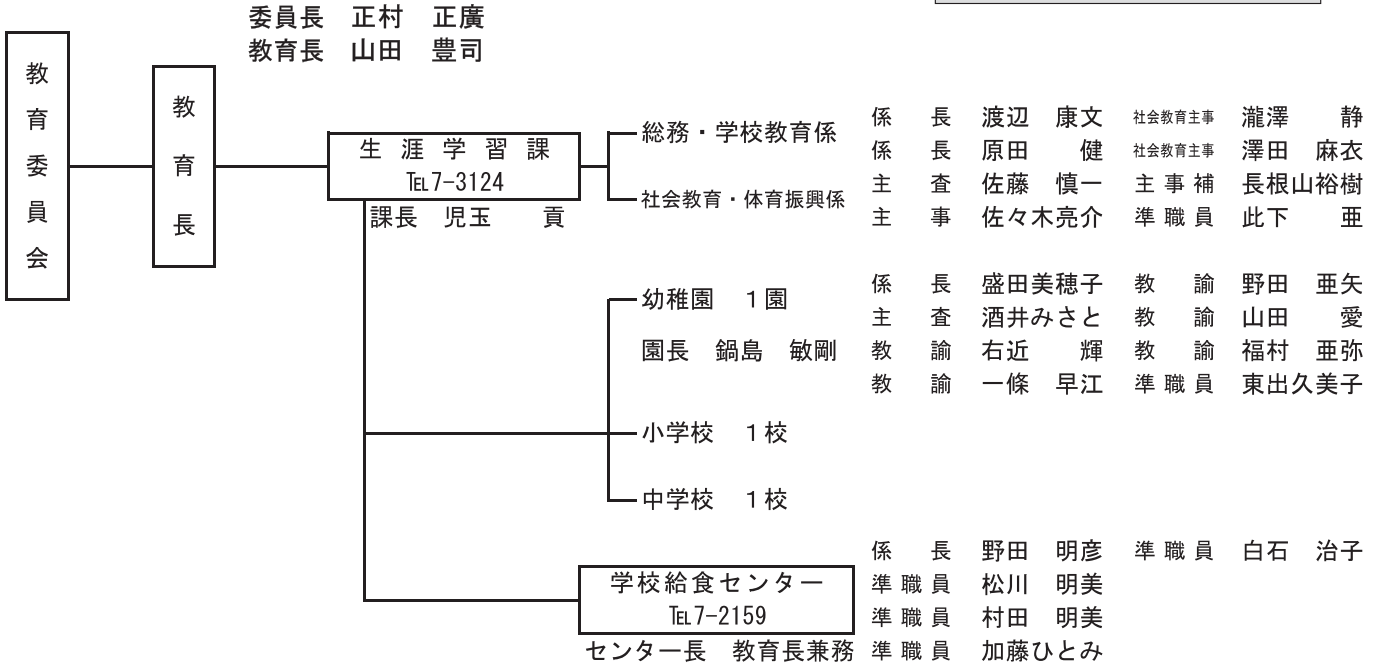 委員長　正村　正廣
教育長　山田　豊司
教育委員会
教育長
生涯学習課
℡7−3124
課長　児玉　　貢
総務・学校教育係
社会教育・体育振興係
係長　渡辺　康文　社会教育主事　瀧澤　　静
係長　原田　　健　社会教育主事　澤田　麻衣
主査　佐藤　慎一　主事補　長根山裕樹
主事　佐々木亮介　準職員　此下　　亜
幼稚園　１園
園長　鍋島　敏剛
係長　盛田美穂子　教諭　野田　亜矢
主査　酒井みさと　教諭　山田　　愛
教諭　右近　　輝　教諭　福村　亜弥
教諭　一條　早江　準職員　東出久美子
小学校　１校
中学校　１校
学校給食センター
℡7−2159
センター長　教育長兼務
係長　野田　明彦　準職員　白石　治子
準職員　松川　明美
準職員　村田　明美
準職員　加藤ひとみ